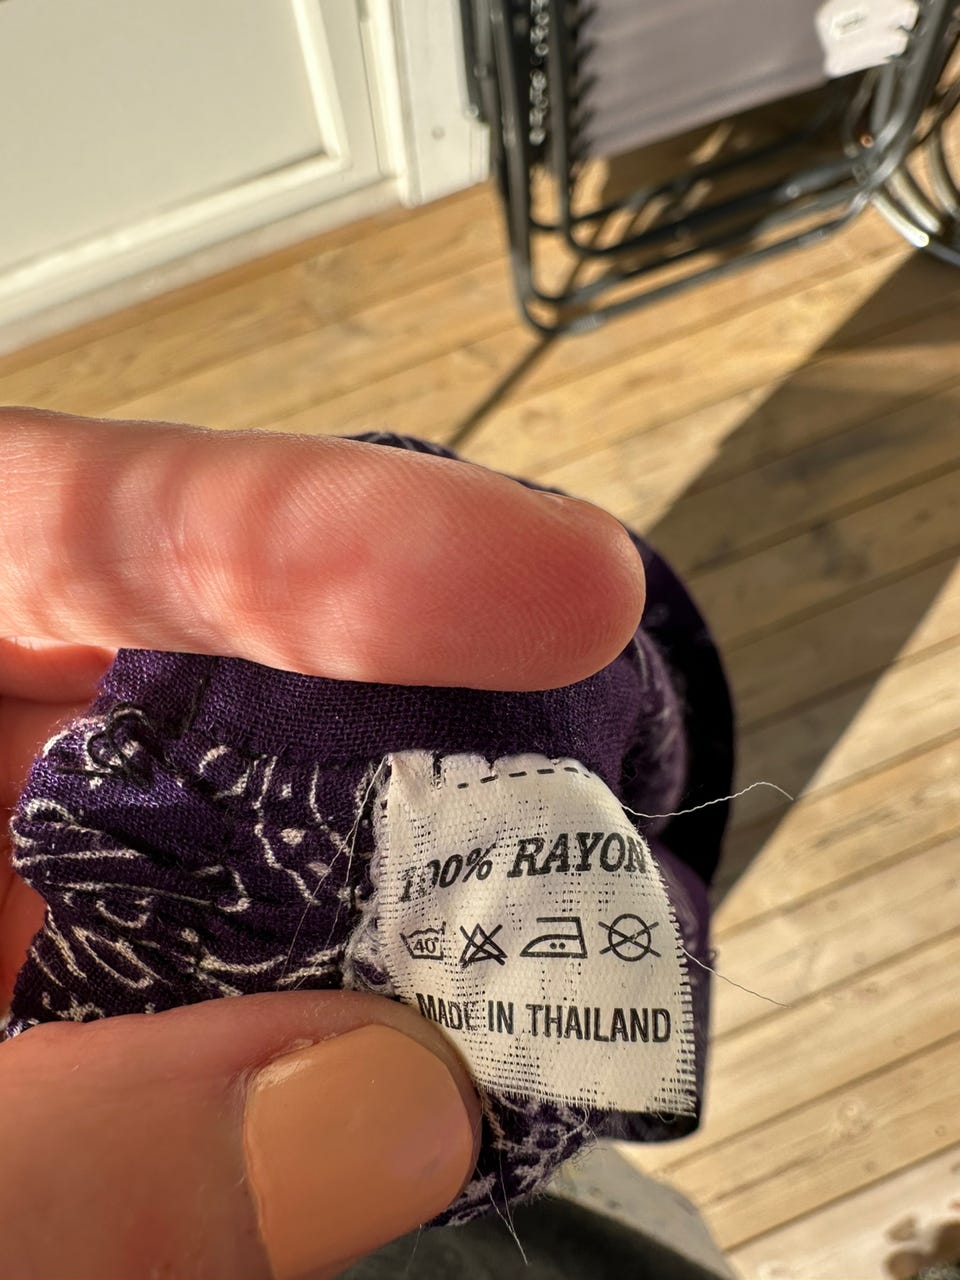 100% RAYON
40°
MADE IN THAILAND